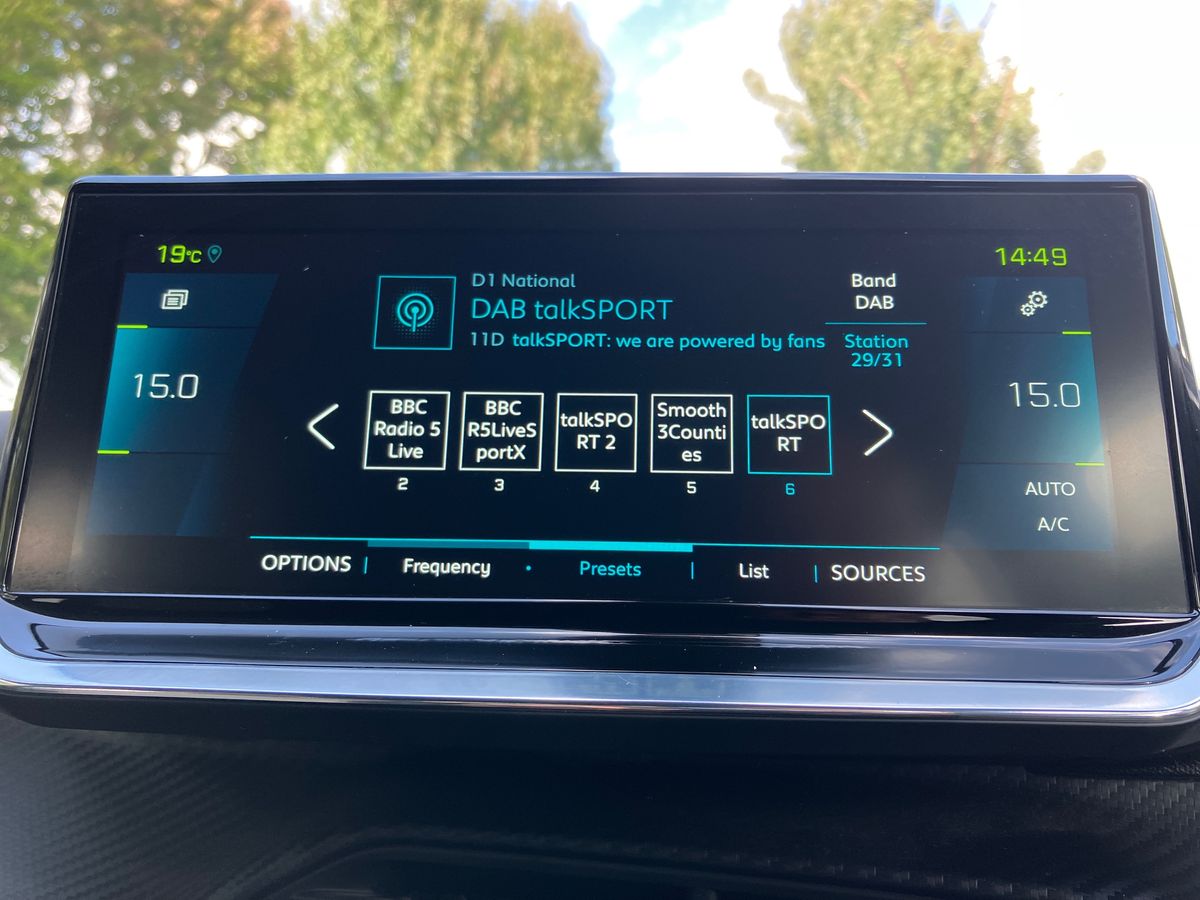 19°C
14:49
D1 National
DAB talkSPORT
11D talkSPORT: we are powered by fans
Band
DAB
Station
29/31
15.0
15.0
BBC
Radio 5
Live
2
BBC
R5LiveS
portX
3
talkSPO
RT 2
4
Smooth
3Counti
es
5
talkSPO
RT
6
AUTO
A/C
OPTIONS | Frequency • Presets | List | SOURCES